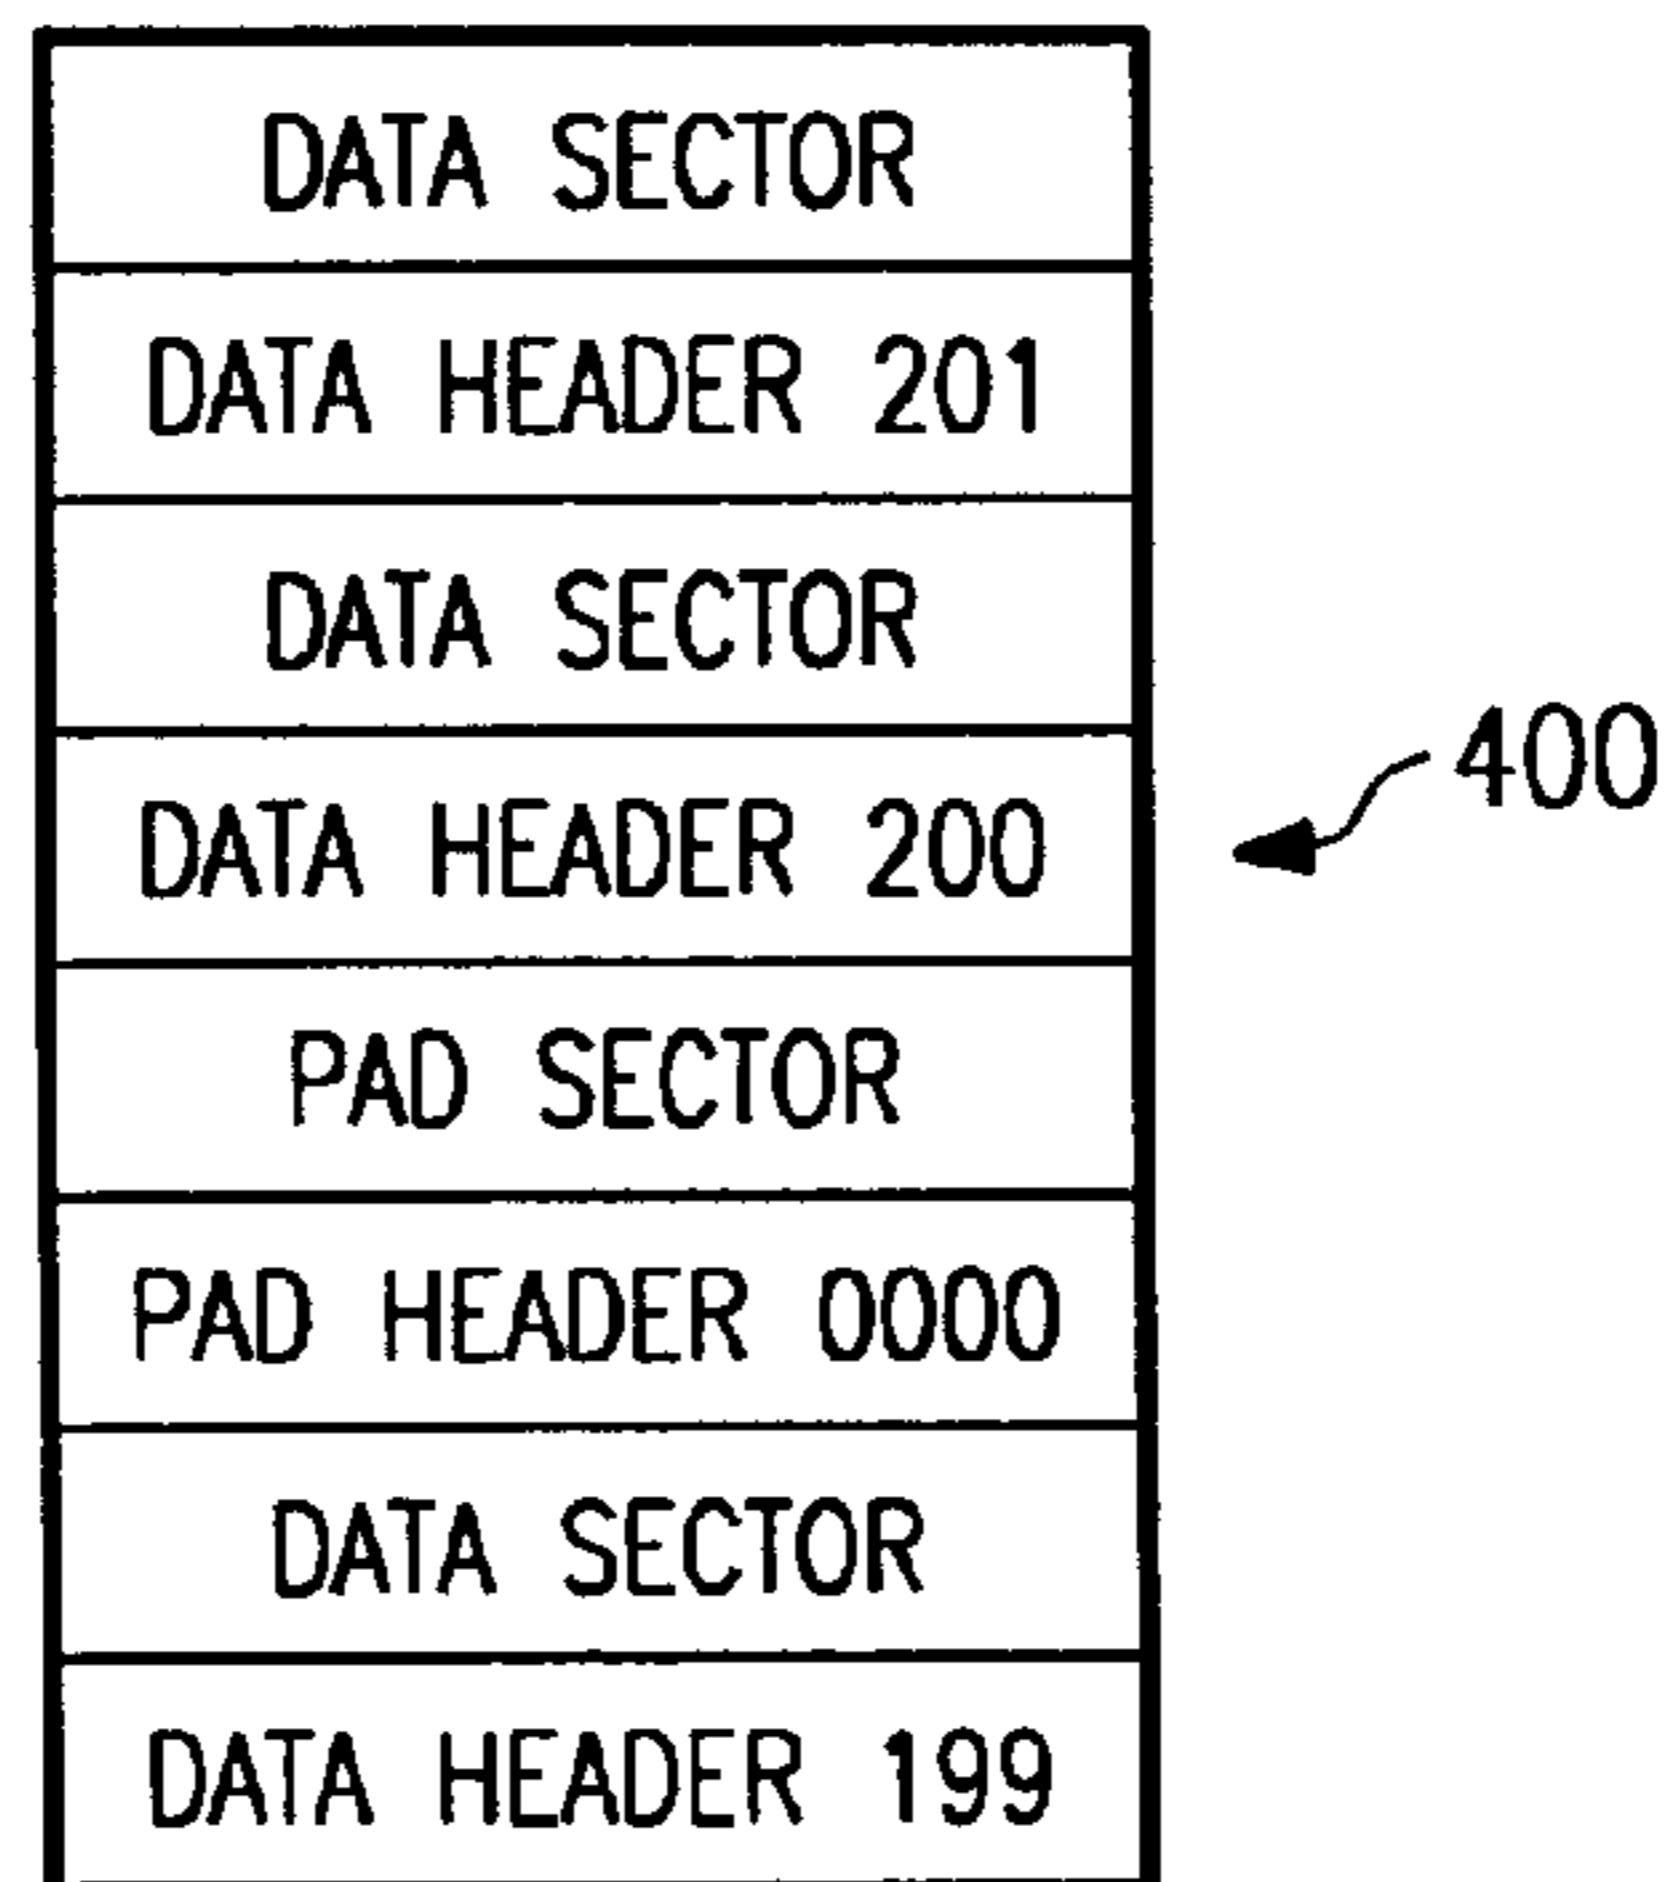 DATA SECTOR
DATA HEADER 201
DATA SECTOR
DATA HEADER 200
400
PAD SECTOR
PAD HEADER 0000
DATA SECTOR
DATA HEADER 199